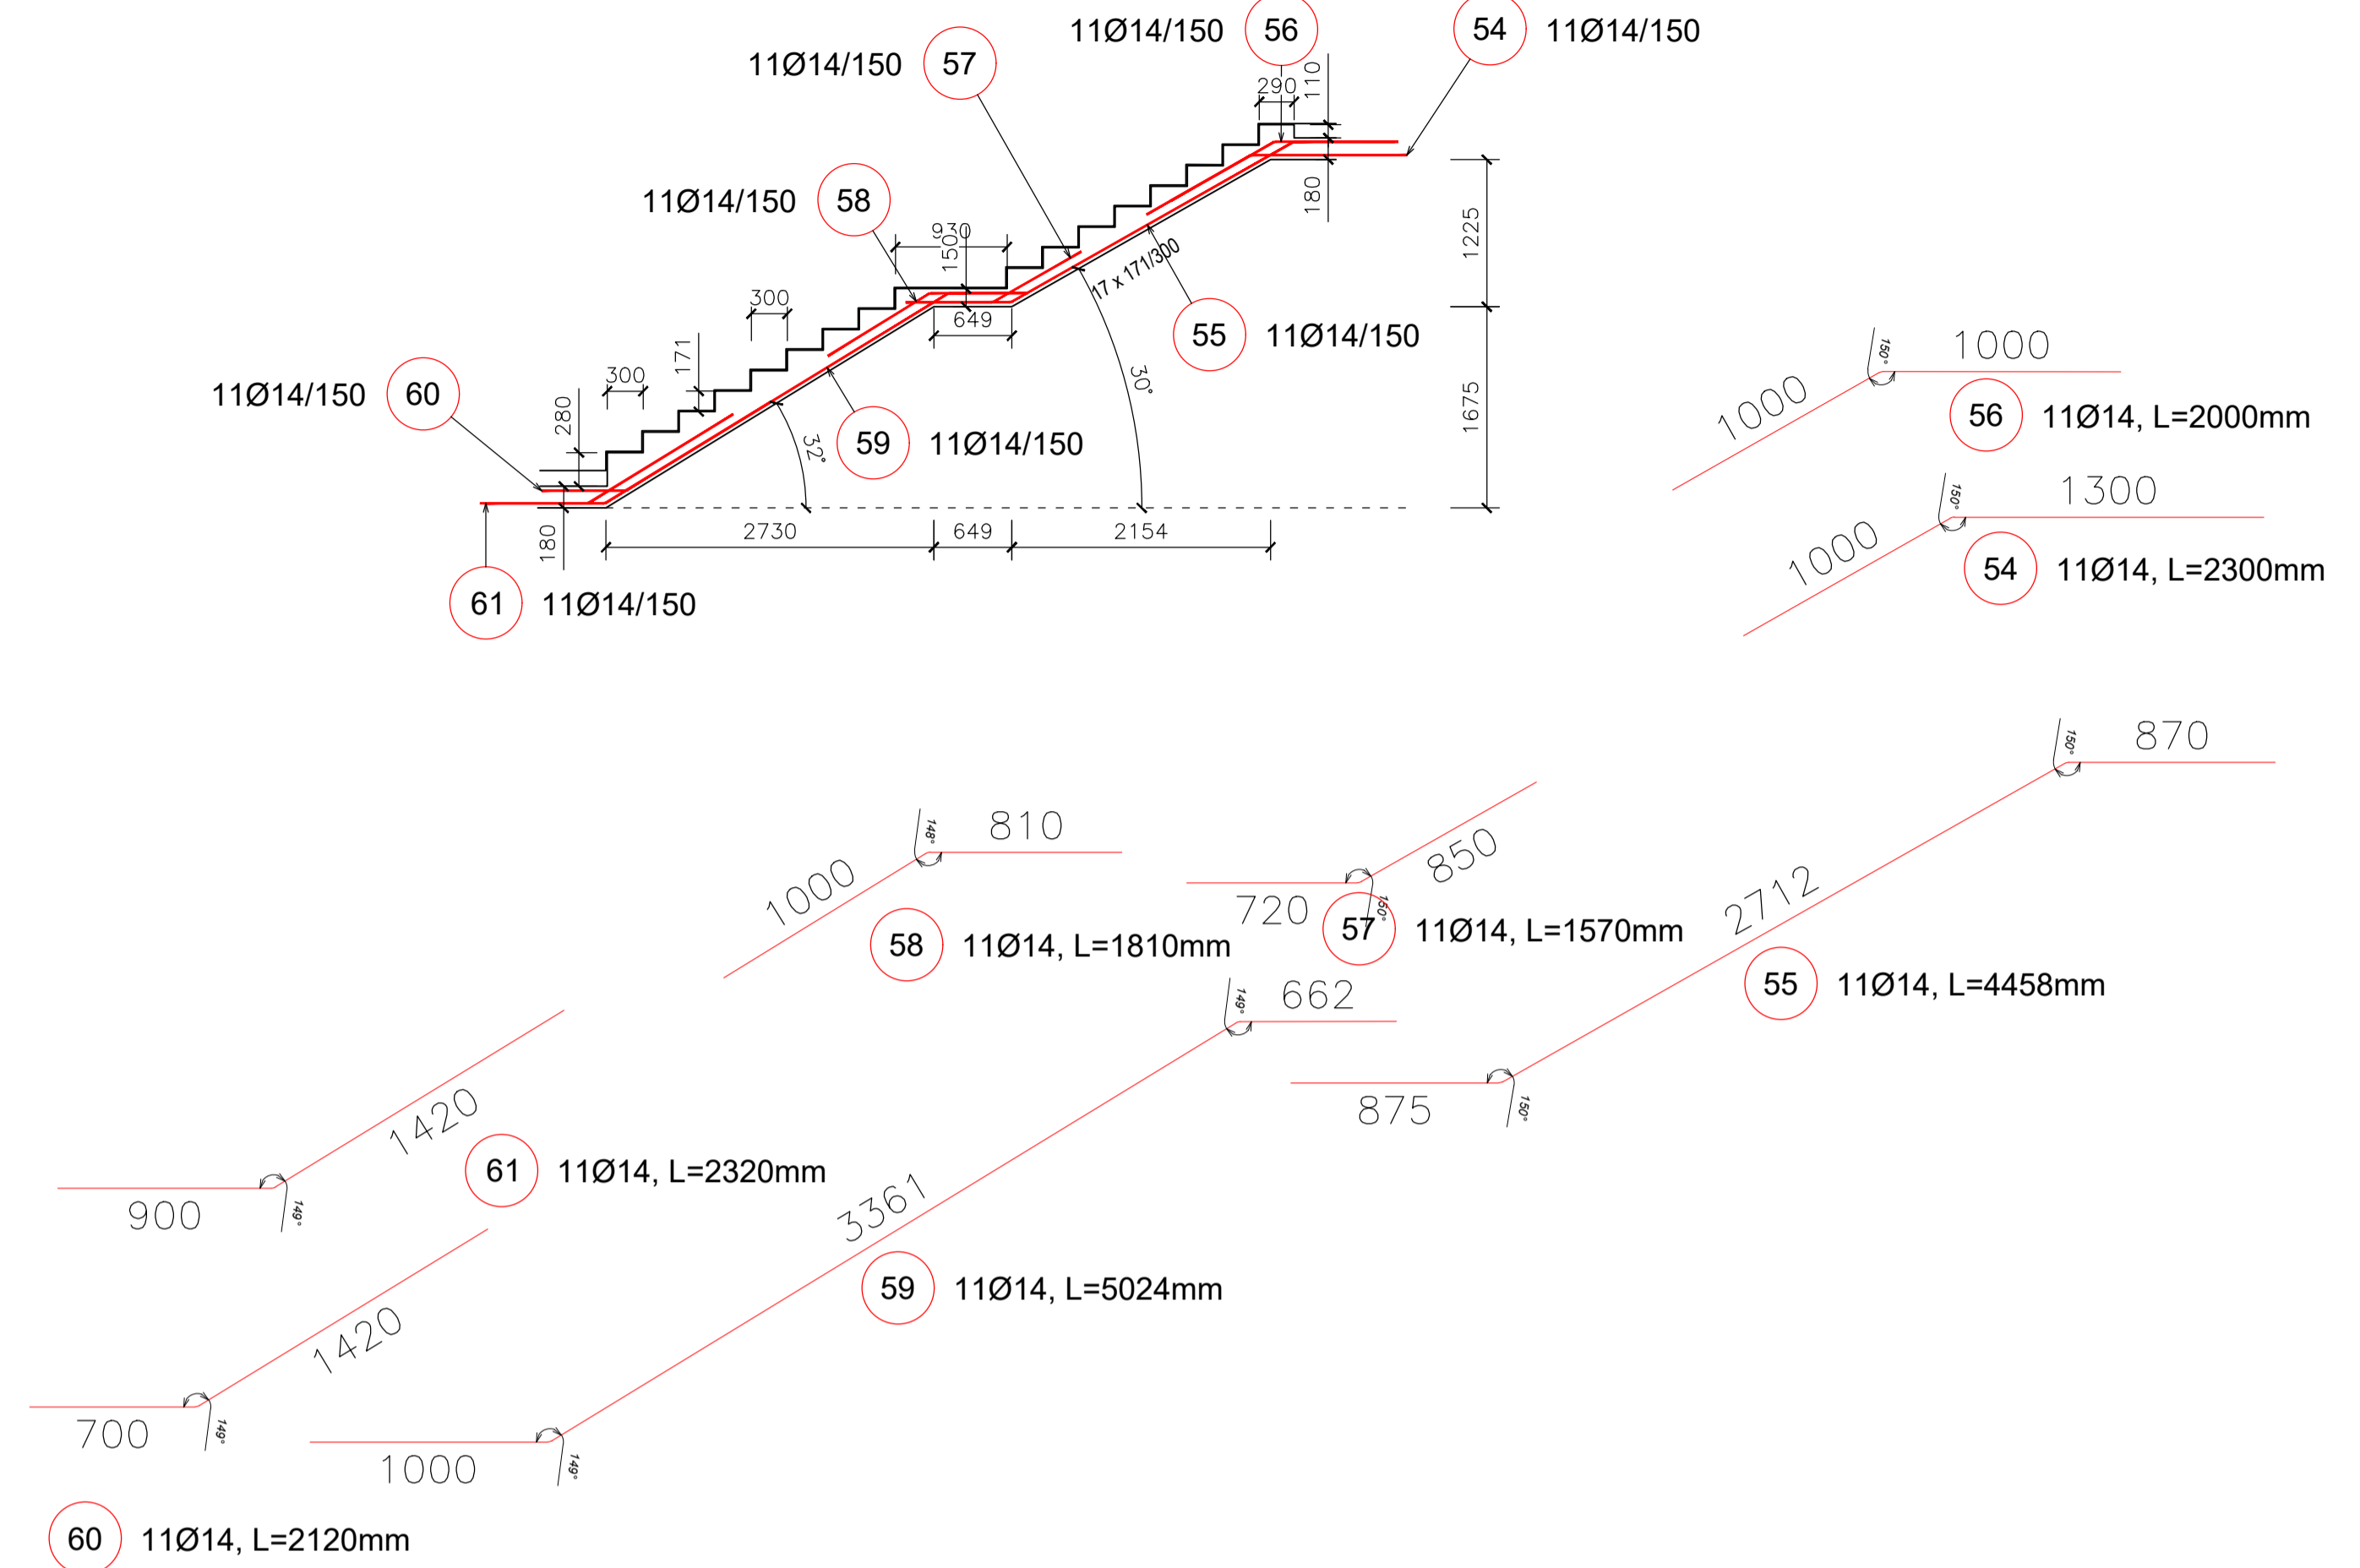 11Ø14/150 56
54 11Ø14/150
11Ø14/150 57
290
110
11Ø14/150 58
930
150
180
1225
17 x 171/300
300
649
55 11Ø14/150
171
300
30°
11Ø14/150 60
280
32°
59 11Ø14/150
1675
180
2730
649
2154
61 11Ø14/150
150°
1000
1000
56 11Ø14, L=2000mm
150°
1300
1000
54 11Ø14, L=2300mm
150°
870
2712
875
150°
55 11Ø14, L=4458mm
148°
810
1000
58 11Ø14, L=1810mm
850
720
150°
57 11Ø14, L=1570mm
149°
662
3361
1000
149°
59 11Ø14, L=5024mm
1420
900
149°
61 11Ø14, L=2320mm
1420
700
149°
60 11Ø14, L=2120mm